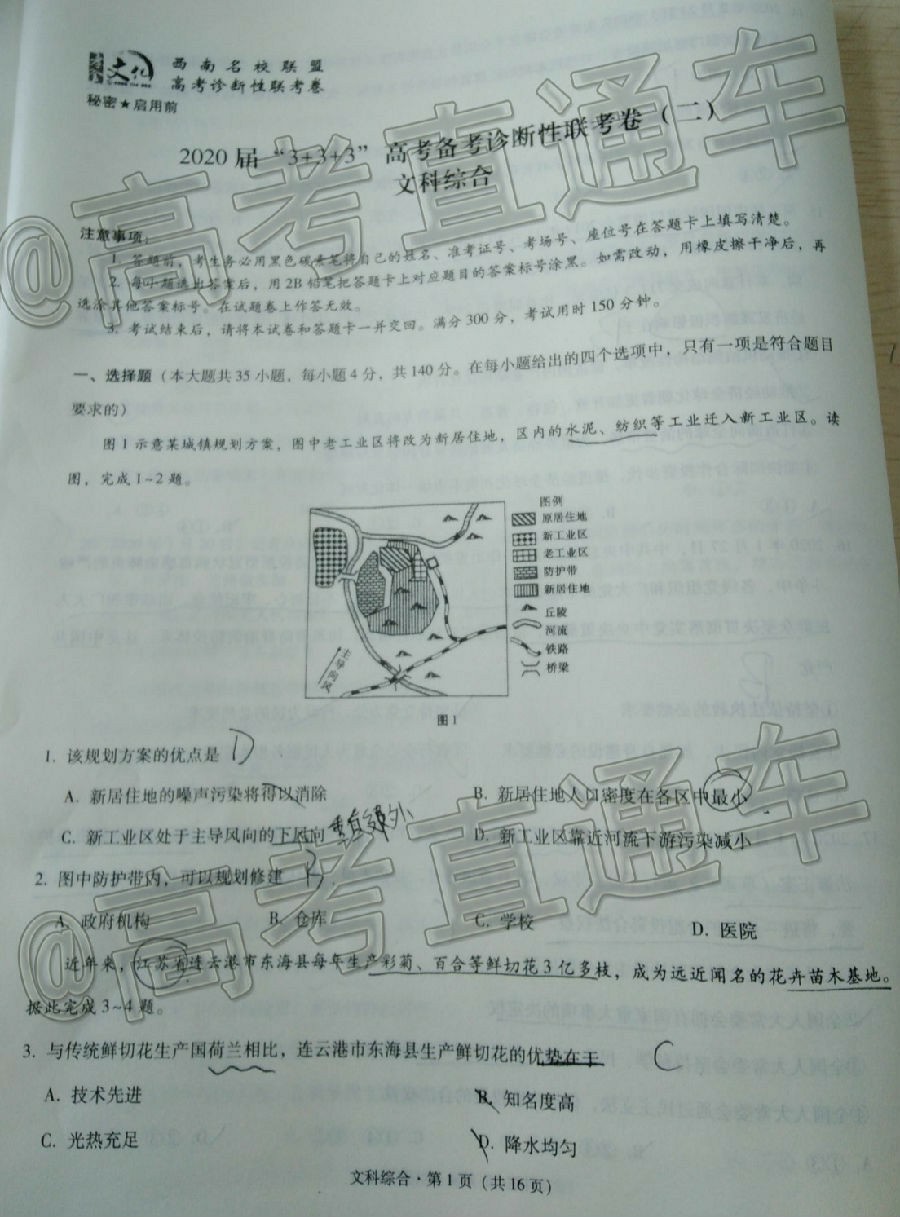 文化
西南名校联盟
高考诊断性联考卷
秘密★启用前
2020届“3+3+3”高考备考诊断性联考卷（二）
文科综合
注意事项：
1. 答题前，考生务必用黑色碳素笔将自己的姓名、准考证号、考场号、座位号在答题卡上填写清楚。
2. 每小题选出答案后，用2B铅笔把答题卡上对应题目的答案标号涂黑。如需改动，用橡皮擦干净后，再
选涂其他答案标号。在试题卷上作答无效。
3. 考试结束后，请将本试卷和答题卡一并交回。满分300分，考试用时150分钟。
一、选择题（本大题共35小题，每小题4分，共140分。在每小题给出的四个选项中，只有一项是符合题目
要求的）
图1示意某城镇规划方案，图中老工业区将改为新居住地，区内的水泥、纺织等工业迁入新工业区。读
图，完成1~2题。
图例
原居住地
新工业区
老工业区
防护带
新居住地
丘陵
河流
铁路
桥梁
主导风向
图1
1. 该规划方案的优点是 D
A. 新居住地的噪声污染将得以消除
B. 新居住地人口密度在各区中最小
C. 新工业区处于主导风向的下风向
D. 新工业区靠近河流下游污染减小
2. 图中防护带内，可以规划修建
A. 政府机构
B. 仓库
C. 学校
D. 医院
近年来，江苏省连云港市东海县每年生产彩菊、百合等鲜切花3亿多枝，成为远近闻名的花卉苗木基地。
据此完成3~4题。
3. 与传统鲜切花生产国荷兰相比，连云港市东海县生产鲜切花的优势在于 C
A. 技术先进
B. 知名度高
C. 光热充足
D. 降水均匀
文科综合·第1页（共16页）
@高考直通车
@高考直通车